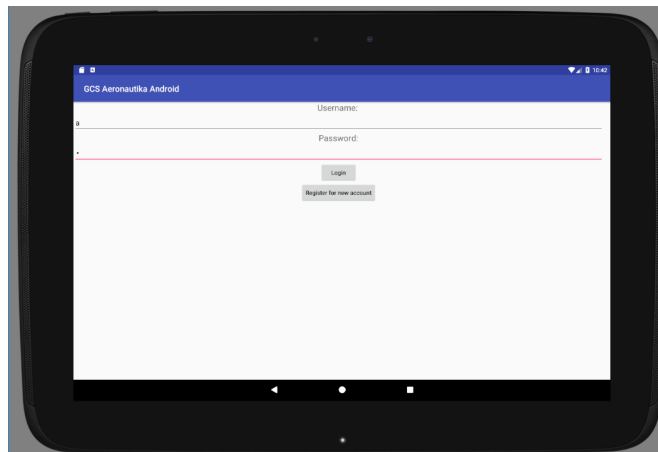 10:42
GCS Aeronautika Android
Username:
a
Password:
•
Login
Register for new account